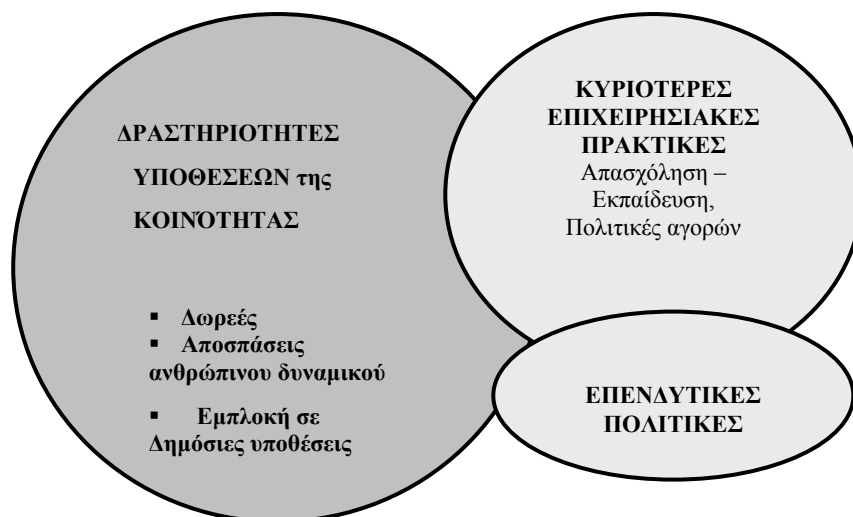 ΔΡΑΣΤΗΡΙΟΤΗΤΕΣ
ΥΠΟΘΕΣΕΩΝ της
ΚΟΙΝΌΤΗΤΑΣ
▪ Δωρεές
▪ Αποσπάσεις
ανθρώπινου δυναμικού
▪ Εμπλοκή σε
Δημόσιες υποθέσεις
ΚΥΡΙΟΤΕΡΕΣ
ΕΠΙΧΕΙΡΗΣΙΑΚΕΣ
ΠΡΑΚΤΙΚΕΣ
Απασχόληση –
Εκπαίδευση,
Πολιτικές αγορών
ΕΠΕΝΔΥΤΙΚΕΣ
ΠΟΛΙΤΙΚΕΣ